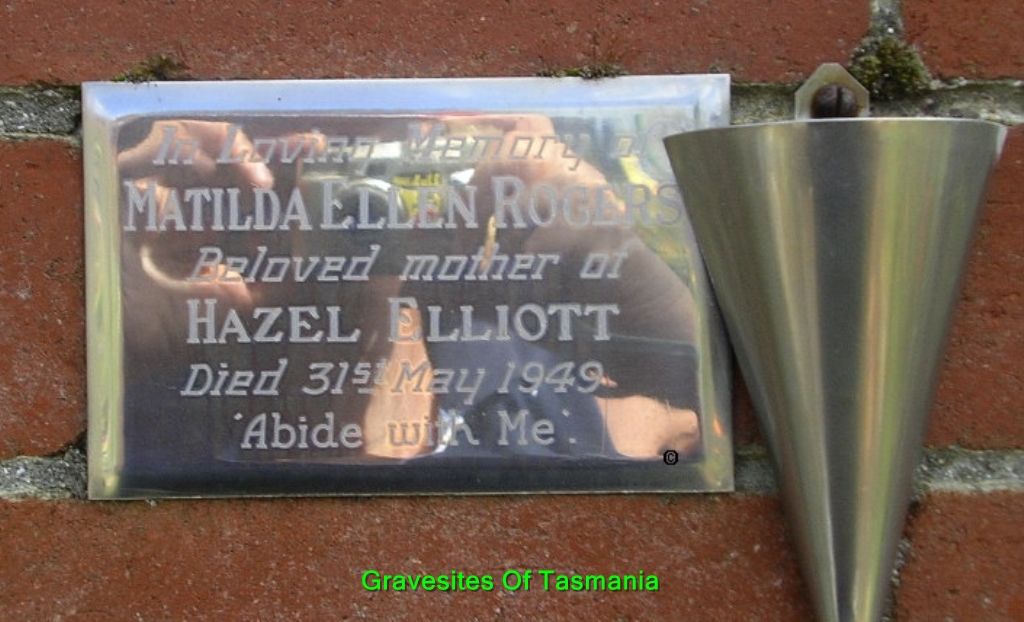 In Loving Memory of
MATILDA ELLEN ROGERS
Beloved mother of
HAZEL ELLIOTT
Died 31st May 1949
'Abide with Me'.
©
Gravesites Of Tasmania